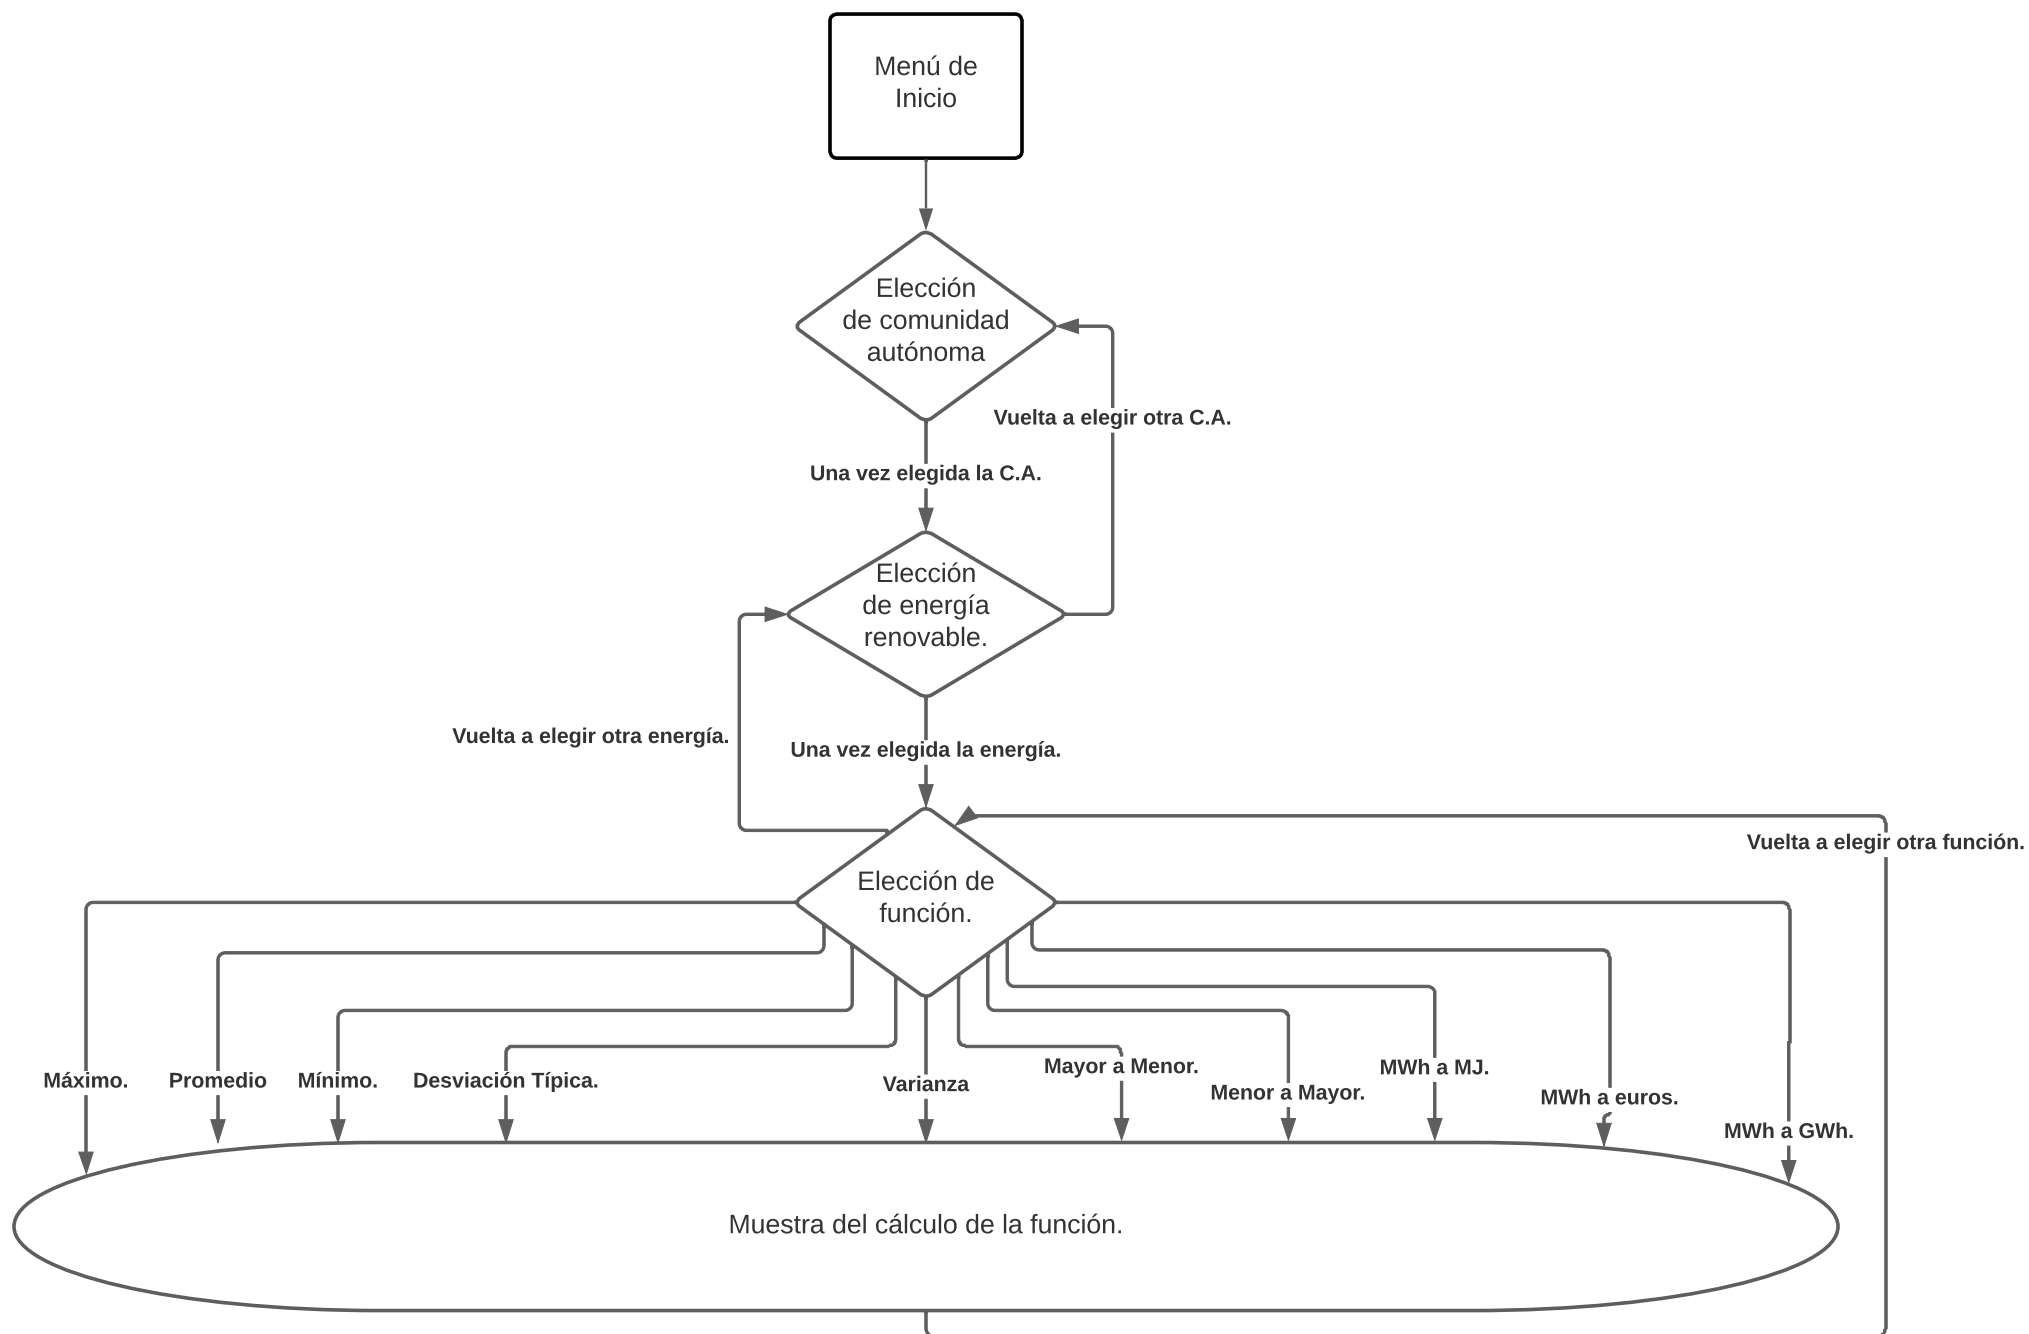 Menú de
Inicio
Elección
de comunidad
autónoma
Vuelta a elegir otra C.A.
Una vez elegida la C.A.
Elección
de energía
renovable.
Vuelta a elegir otra energía.
Una vez elegida la energía.
Vuelta a elegir otra función.
Elección de
función.
Máximo.
Promedio
Mínimo.
Desviación Típica.
Varianza
Mayor a Menor.
Menor a Mayor.
MWh a MJ.
MWh a euros.
MWh a GWh.
Muestra del cálculo de la función.